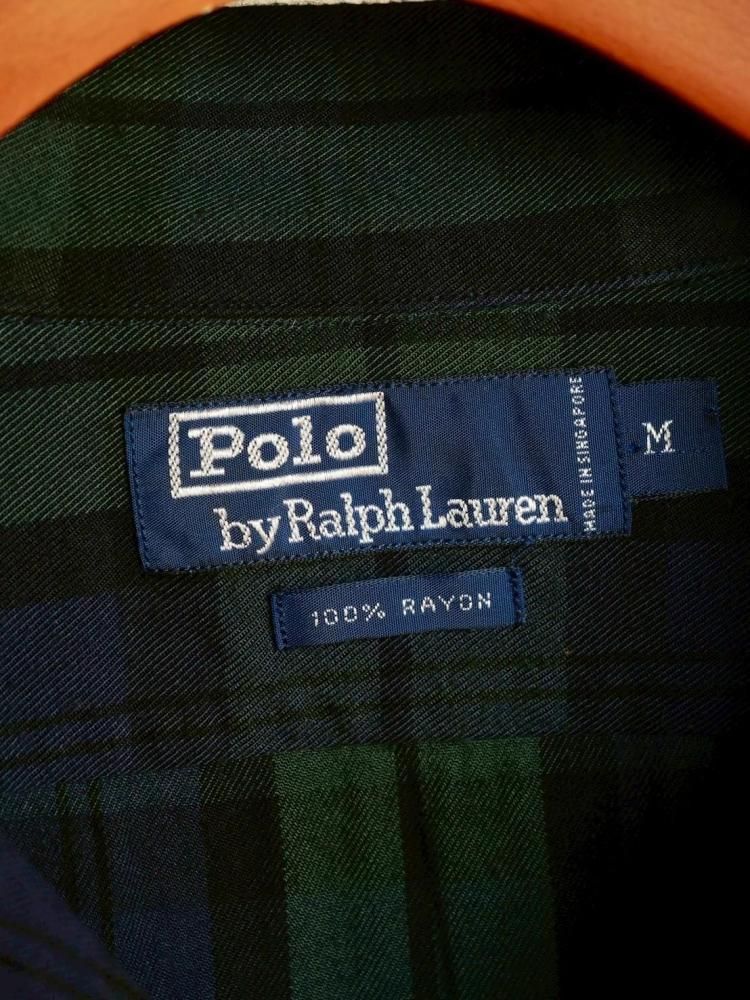 Polo
by Ralph Lauren
MADE IN SINGAPORE
M
100% RAYON